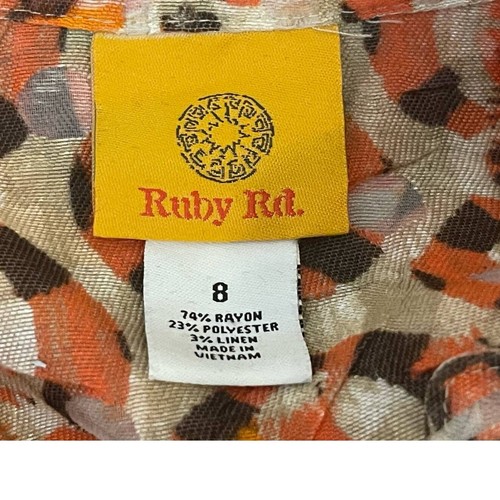 Ruby Rd.
8
74% RAYON
23% POLYESTER
3% LINEN
MADE IN
VIETNAM